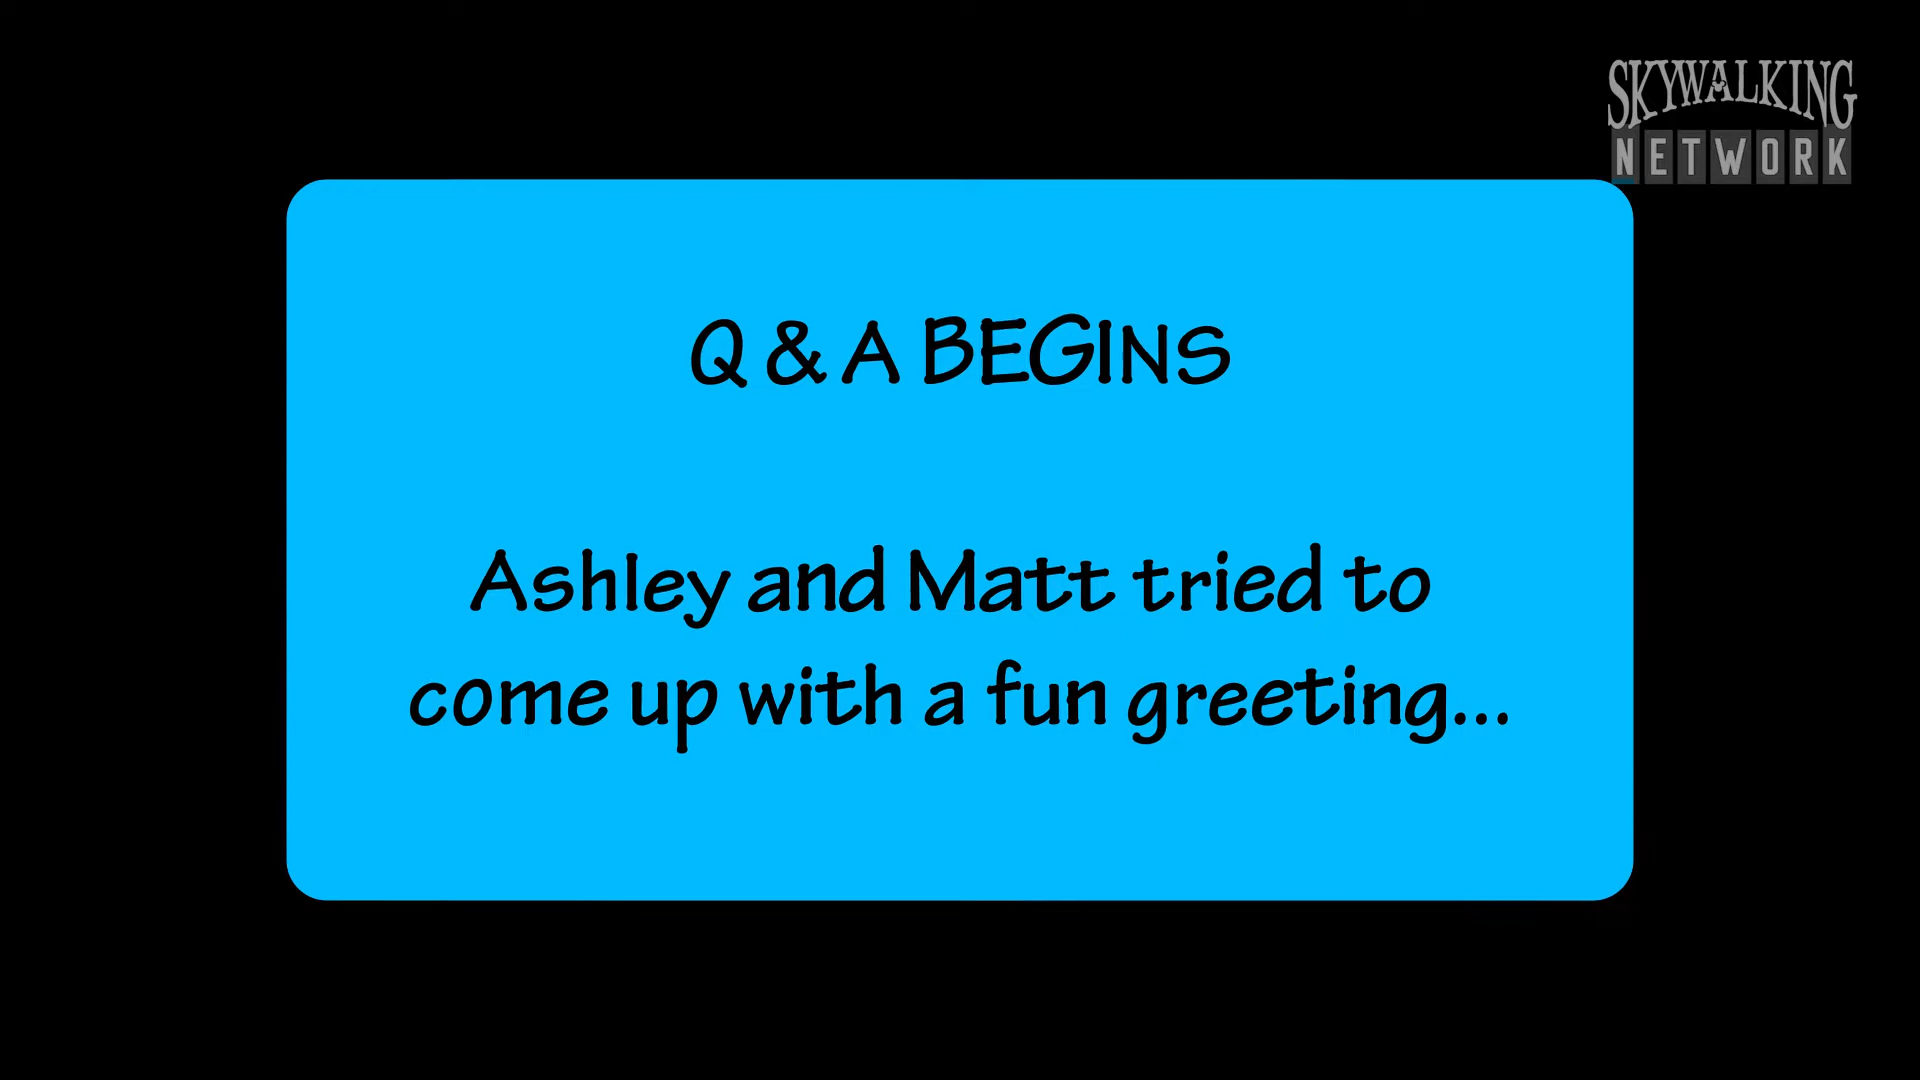 SKYWALKING
NETWORK
Q & A BEGINS
Ashley and Matt tried to
come up with a fun greeting...